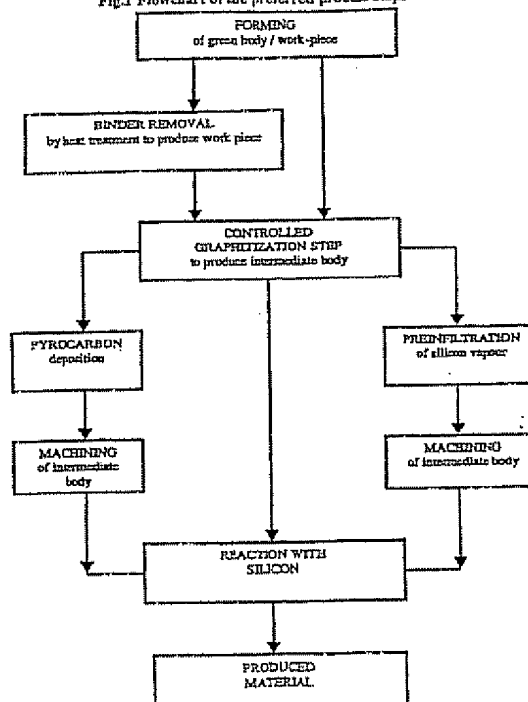 Fig.1 Flowchart of the preferred process steps
FORMING
of green body / work-piece
BINDER REMOVAL
by heat treatment to produce work piece
CONTROLLED
GRAPHITIZATION STEP
to produce intermediate body
PYROCARBON
deposition
PREINFILTRATION
of silicon vapour
MACHINING
of intermediate
body
MACHINING
of intermediate body
REACTION WITH
SILICON
PRODUCED
MATERIAL